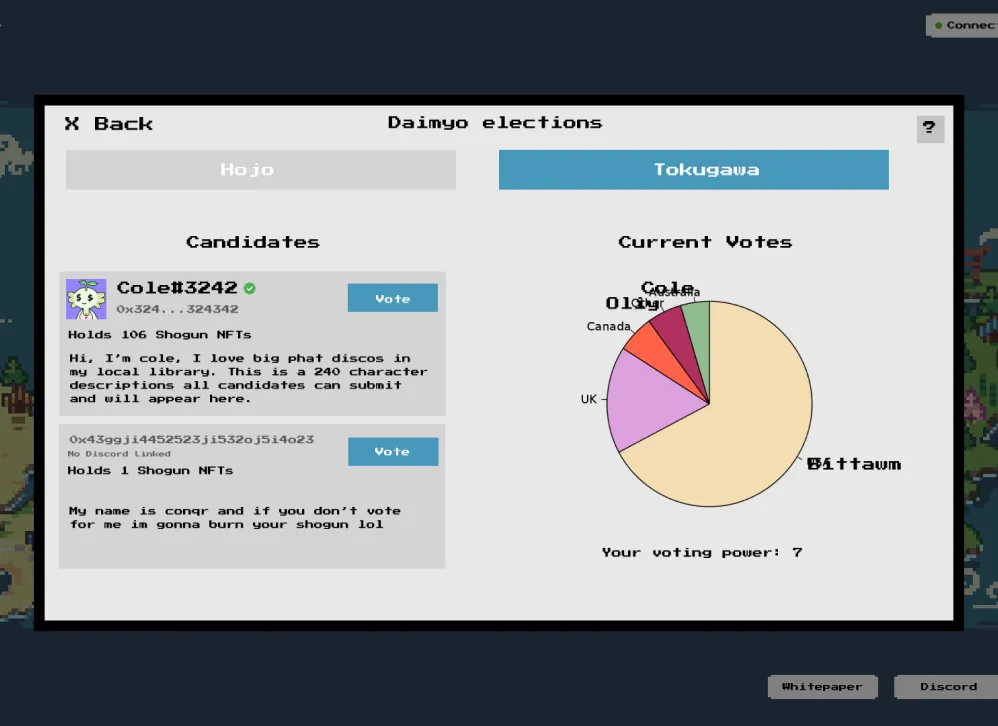 Connec
X Back
Daimyo elections
?
Hojo
Tokugawa
Candidates
Current Votes
Cole#3242
0x324...324342
Vote
Holds 106 Shogun NFTs
Hi, I'm cole, I love big phat discos in
my local library. This is a 240 character
descriptions all candidates can submit
and will appear here.
0x43ggji4452523ji532oj5i4o23
No Discord Linked
Vote
Holds 1 Shogun NFTs
My name is conqr and if you don't vote
for me im gonna burn your shogun lol
Cole
Australia
Olly
Other
Canada
UK
Bittawm
Your voting power: 7
Whitepaper
Discord